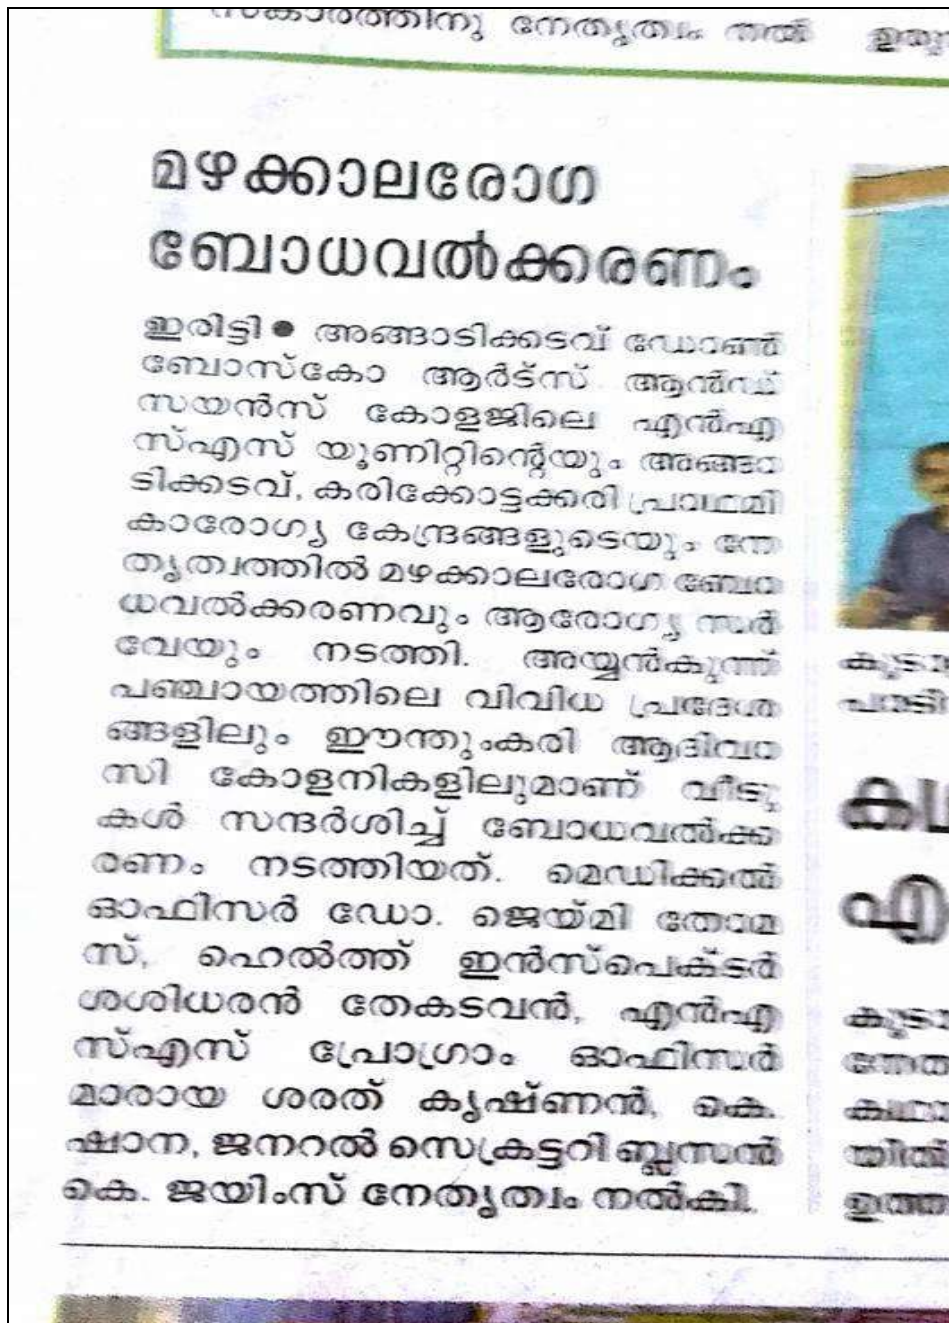 സ്കാരത്തിനു നേതൃത്വം നൽകി
മഴക്കാലരോഗ
ബോധവൽക്കരണം
ഇരിട്ടി ● അങ്ങാടിക്കടവ് ഡോൺ
ബോസ്കോ ആർട്സ് ആൻഡ്
സയൻസ് കോളജിലെ എൻഎ
സ്എസ് യൂണിറ്റിന്റെയും അങ്ങാ
ടിക്കടവ്, കരിക്കോട്ടക്കരി പ്രാഥമി
കാരോഗ്യ കേന്ദ്രങ്ങളുടെയും നേ
തൃത്വത്തിൽ മഴക്കാലരോഗ ബോ
ധവൽക്കരണവും ആരോഗ്യ സർ
വേയും നടത്തി. അയ്യൻകുന്ന്
പഞ്ചായത്തിലെ വിവിധ പ്രദേശ
ങ്ങളിലും ഈന്തുംകരി ആദിവാ
സി കോളനികളിലുമാണ് വീടു
കൾ സന്ദർശിച്ച് ബോധവൽക്ക
രണം നടത്തിയത്. മെഡിക്കൽ
ഓഫിസർ ഡോ. ജെയ്മി തോമ
സ്, ഹെൽത്ത് ഇൻസ്പെക്ടർ
ശശിധരൻ തേകടവൻ, എൻഎ
സ്എസ് പ്രോഗ്രാം ഓഫിസർ
മാരായ ശരത് കൃഷ്ണൻ, കെ.
ഷാന, ജനറൽ സെക്രട്ടറി ബ്ലസൻ
കെ. ജയിംസ് നേതൃത്വം നൽകി.